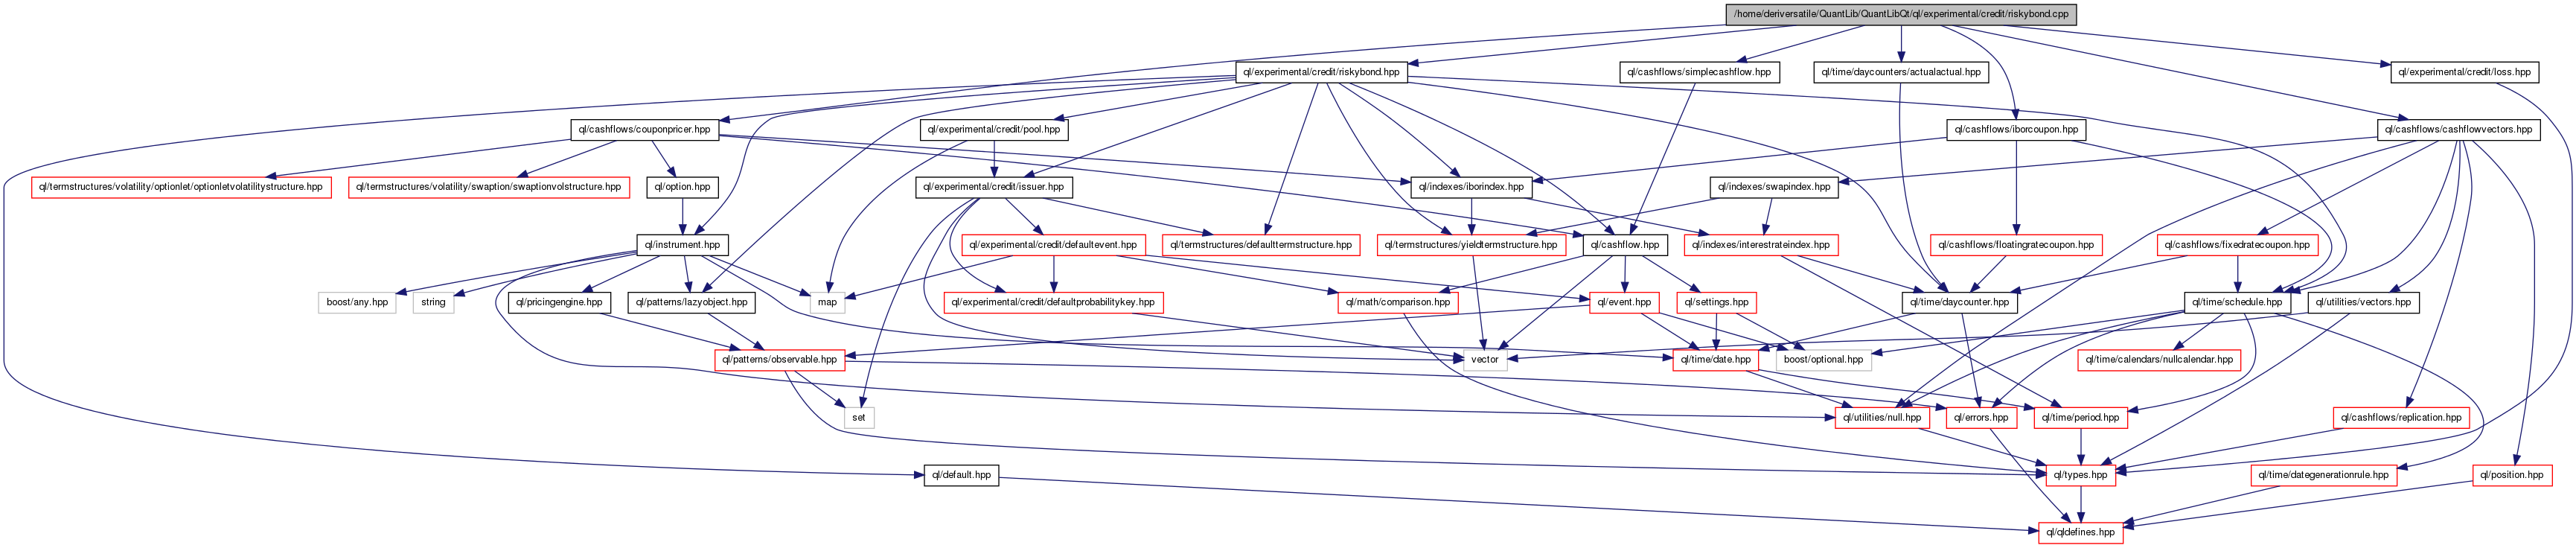 /home/deriversatile/QuantLib/QuantLibQt/ql/experimental/credit/riskybond.cpp
ql/experimental/credit/riskybond.hpp
ql/cashflows/simplecashflow.hpp
ql/time/daycounters/actualactual.hpp
ql/experimental/credit/loss.hpp
ql/cashflows/couponpricer.hpp
ql/experimental/credit/pool.hpp
ql/cashflows/iborcoupon.hpp
ql/cashflows/cashflowvectors.hpp
ql/termstructures/volatility/optionlet/optionletvolatilitystructure.hpp
ql/termstructures/volatility/swaption/swaptionvolstructure.hpp
ql/option.hpp
ql/experimental/credit/issuer.hpp
ql/indexes/iborindex.hpp
ql/indexes/swapindex.hpp
ql/instrument.hpp
ql/experimental/credit/defaultevent.hpp
ql/termstructures/defaulttermstructure.hpp
ql/termstructures/yieldtermstructure.hpp
ql/cashflow.hpp
ql/indexes/interestrateindex.hpp
ql/cashflows/floatingratecoupon.hpp
ql/cashflows/fixedratecoupon.hpp
boost/any.hpp
string
ql/pricingengine.hpp
ql/patterns/lazyobject.hpp
map
ql/experimental/credit/defaultprobabilitykey.hpp
ql/math/comparison.hpp
ql/event.hpp
ql/settings.hpp
ql/time/daycounter.hpp
ql/time/schedule.hpp
ql/utilities/vectors.hpp
ql/patterns/observable.hpp
vector
ql/time/date.hpp
boost/optional.hpp
ql/time/calendars/nullcalendar.hpp
set
ql/utilities/null.hpp
ql/errors.hpp
ql/time/period.hpp
ql/cashflows/replication.hpp
ql/default.hpp
ql/types.hpp
ql/time/dategenerationrule.hpp
ql/position.hpp
ql/qldefines.hpp